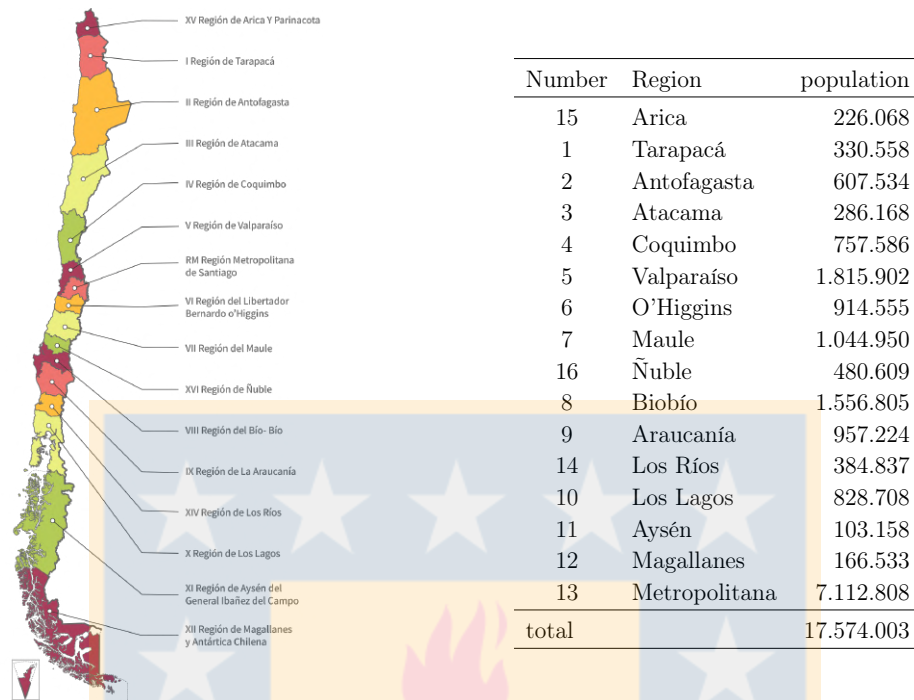 XV Región de Arica Y Parinacota
I Región de Tarapacá
II Región de Antofagasta
III Región de Atacama
IV Región de Coquimbo
V Región de Valparaíso
RM Región Metropolitana
de Santiago
VI Región del Libertador
Bernardo o'Higgins
VII Región del Maule
XVI Región de Ñuble
VIII Region del Bío- Bío
IX Región de La Araucanía
XIV Región de Los Ríos
X Región de Los Lagos
XI Región de Aysén del
General Ibañez del Campo
XII Región de Magallanes
y Antártica Chilena
Number Region population
15 Arica 226.068
1 Tarapacá 330.558
2 Antofagasta 607.534
3 Atacama 286.168
4 Coquimbo 757.586
5 Valparaíso 1.815.902
6 O'Higgins 914.555
7 Maule 1.044.950
16 Ñuble 480.609
8 Biobío 1.556.805
9 Araucanía 957.224
14 Los Ríos 384.837
10 Los Lagos 828.708
11 Aysén 103.158
12 Magallanes 166.533
13 Metropolitana 7.112.808
total 17.574.003